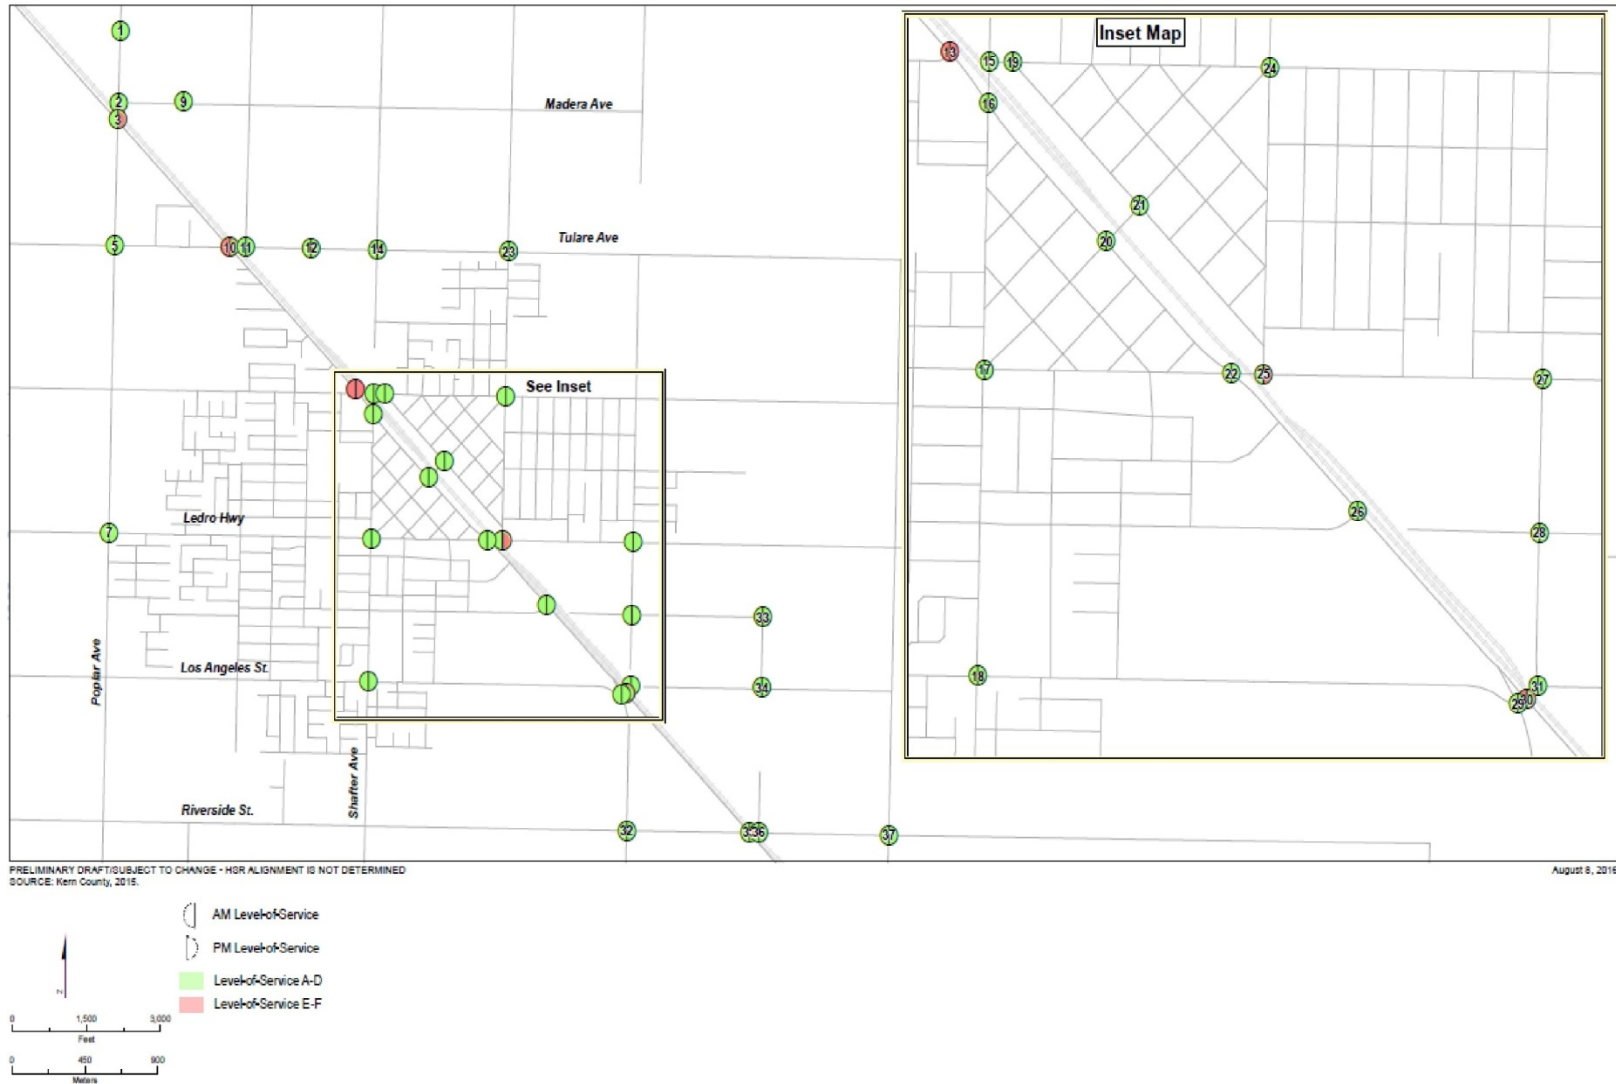 Inset Map
1
13
15
19
24
2
9
Madera Ave
3
16
21
5
10
11
12
14
23
Tulare Ave
20
17
22
25
27
See Inset
7
Ledro Hwy
26
28
33
Poplar Ave
Los Angeles St.
34
18
31
29
30
Shafter Ave
Riverside St.
32
36
37
PRELIMINARY DRAFT/SUBJECT TO CHANGE - HSR ALIGNMENT IS NOT DETERMINED
SOURCE: Kern County, 2015.
August 8, 2016
AM Level-of-Service
PM Level-of-Service
Level-of-Service A-D
Level-of-Service E-F
Z
0 1,500 3,000
Feet
0 450 900
Meters